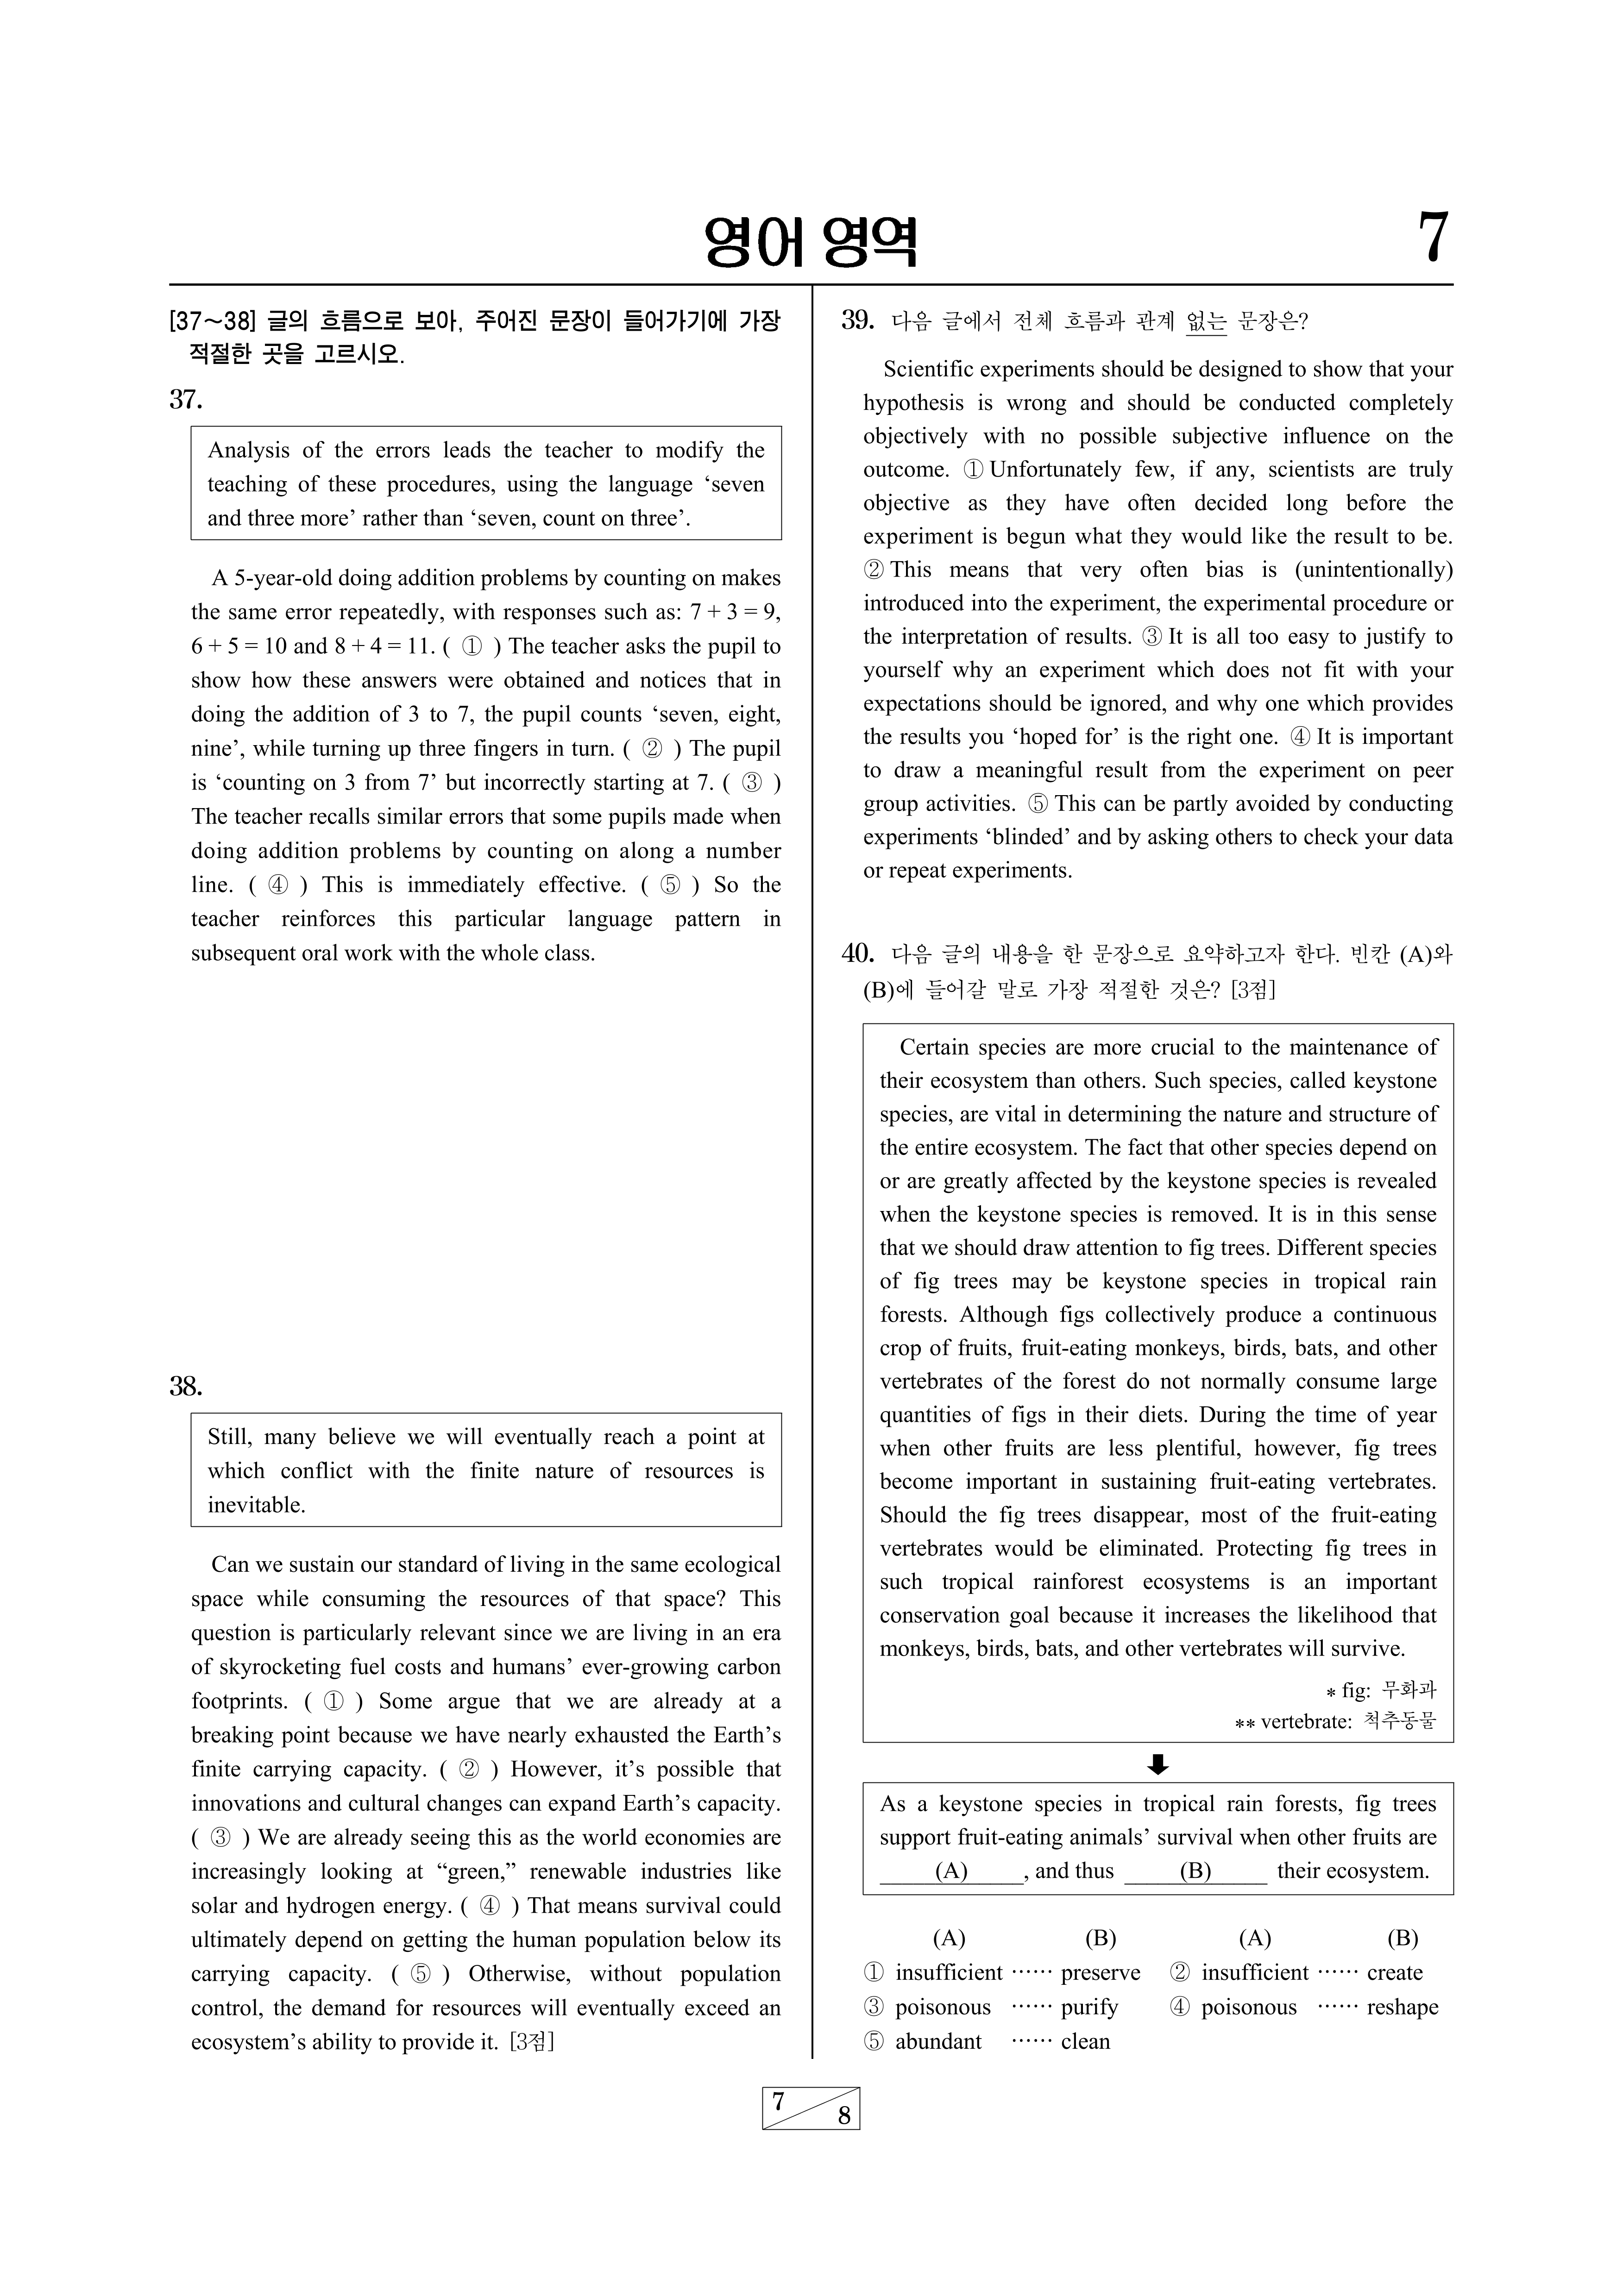 영어 영역
7
[37~38] 글의 흐름으로 보아, 주어진 문장이 들어가기에 가장
적절한 곳을 고르시오.
37.
Analysis of the errors leads the teacher to modify the
teaching of these procedures, using the language ‘seven
and three more’ rather than ‘seven, count on three’.
A 5-year-old doing addition problems by counting on makes
the same error repeatedly, with responses such as: 7 + 3 = 9,
6 + 5 = 10 and 8 + 4 = 11. ( ① ) The teacher asks the pupil to
show how these answers were obtained and notices that in
doing the addition of 3 to 7, the pupil counts ‘seven, eight,
nine’, while turning up three fingers in turn. ( ② ) The pupil
is ‘counting on 3 from 7’ but incorrectly starting at 7. ( ③ )
The teacher recalls similar errors that some pupils made when
doing addition problems by counting on along a number
line. ( ④ ) This is immediately effective. ( ⑤ ) So the
teacher reinforces this particular language pattern in
subsequent oral work with the whole class.
38.
Still, many believe we will eventually reach a point at
which conflict with the finite nature of resources is
inevitable.
Can we sustain our standard of living in the same ecological
space while consuming the resources of that space? This
question is particularly relevant since we are living in an era
of skyrocketing fuel costs and humans’ ever-growing carbon
footprints. ( ① ) Some argue that we are already at a
breaking point because we have nearly exhausted the Earth’s
finite carrying capacity. ( ② ) However, it’s possible that
innovations and cultural changes can expand Earth’s capacity.
( ③ ) We are already seeing this as the world economies are
increasingly looking at “green,” renewable industries like
solar and hydrogen energy. ( ④ ) That means survival could
ultimately depend on getting the human population below its
carrying capacity. ( ⑤ ) Otherwise, without population
control, the demand for resources will eventually exceed an
ecosystem’s ability to provide it. [3점]
39. 다음 글에서 전체 흐름과 관계 없는 문장은?
Scientific experiments should be designed to show that your
hypothesis is wrong and should be conducted completely
objectively with no possible subjective influence on the
outcome. ① Unfortunately few, if any, scientists are truly
objective as they have often decided long before the
experiment is begun what they would like the result to be.
② This means that very often bias is (unintentionally)
introduced into the experiment, the experimental procedure or
the interpretation of results. ③ It is all too easy to justify to
yourself why an experiment which does not fit with your
expectations should be ignored, and why one which provides
the results you ‘hoped for’ is the right one. ④ It is important
to draw a meaningful result from the experiment on peer
group activities. ⑤ This can be partly avoided by conducting
experiments ‘blinded’ and by asking others to check your data
or repeat experiments.
40. 다음 글의 내용을 한 문장으로 요약하고자 한다. 빈칸 (A)와
(B)에 들어갈 말로 가장 적절한 것은? [3점]
Certain species are more crucial to the maintenance of
their ecosystem than others. Such species, called keystone
species, are vital in determining the nature and structure of
the entire ecosystem. The fact that other species depend on
or are greatly affected by the keystone species is revealed
when the keystone species is removed. It is in this sense
that we should draw attention to fig trees. Different species
of fig trees may be keystone species in tropical rain
forests. Although figs collectively produce a continuous
crop of fruits, fruit-eating monkeys, birds, bats, and other
vertebrates of the forest do not normally consume large
quantities of figs in their diets. During the time of year
when other fruits are less plentiful, however, fig trees
become important in sustaining fruit-eating vertebrates.
Should the fig trees disappear, most of the fruit-eating
vertebrates would be eliminated. Protecting fig trees in
such tropical rainforest ecosystems is an important
conservation goal because it increases the likelihood that
monkeys, birds, bats, and other vertebrates will survive.
* fig: 무화과
** vertebrate: 척추동물
As a keystone species in tropical rain forests, fig trees
support fruit-eating animals’ survival when other fruits are
(A), and thus (B) their ecosystem.
(A) (B) (A) (B)
① insufficient ⋯⋯ preserve ② insufficient ⋯⋯ create
③ poisonous ⋯⋯ purify ④ poisonous ⋯⋯ reshape
⑤ abundant ⋯⋯ clean
7
8